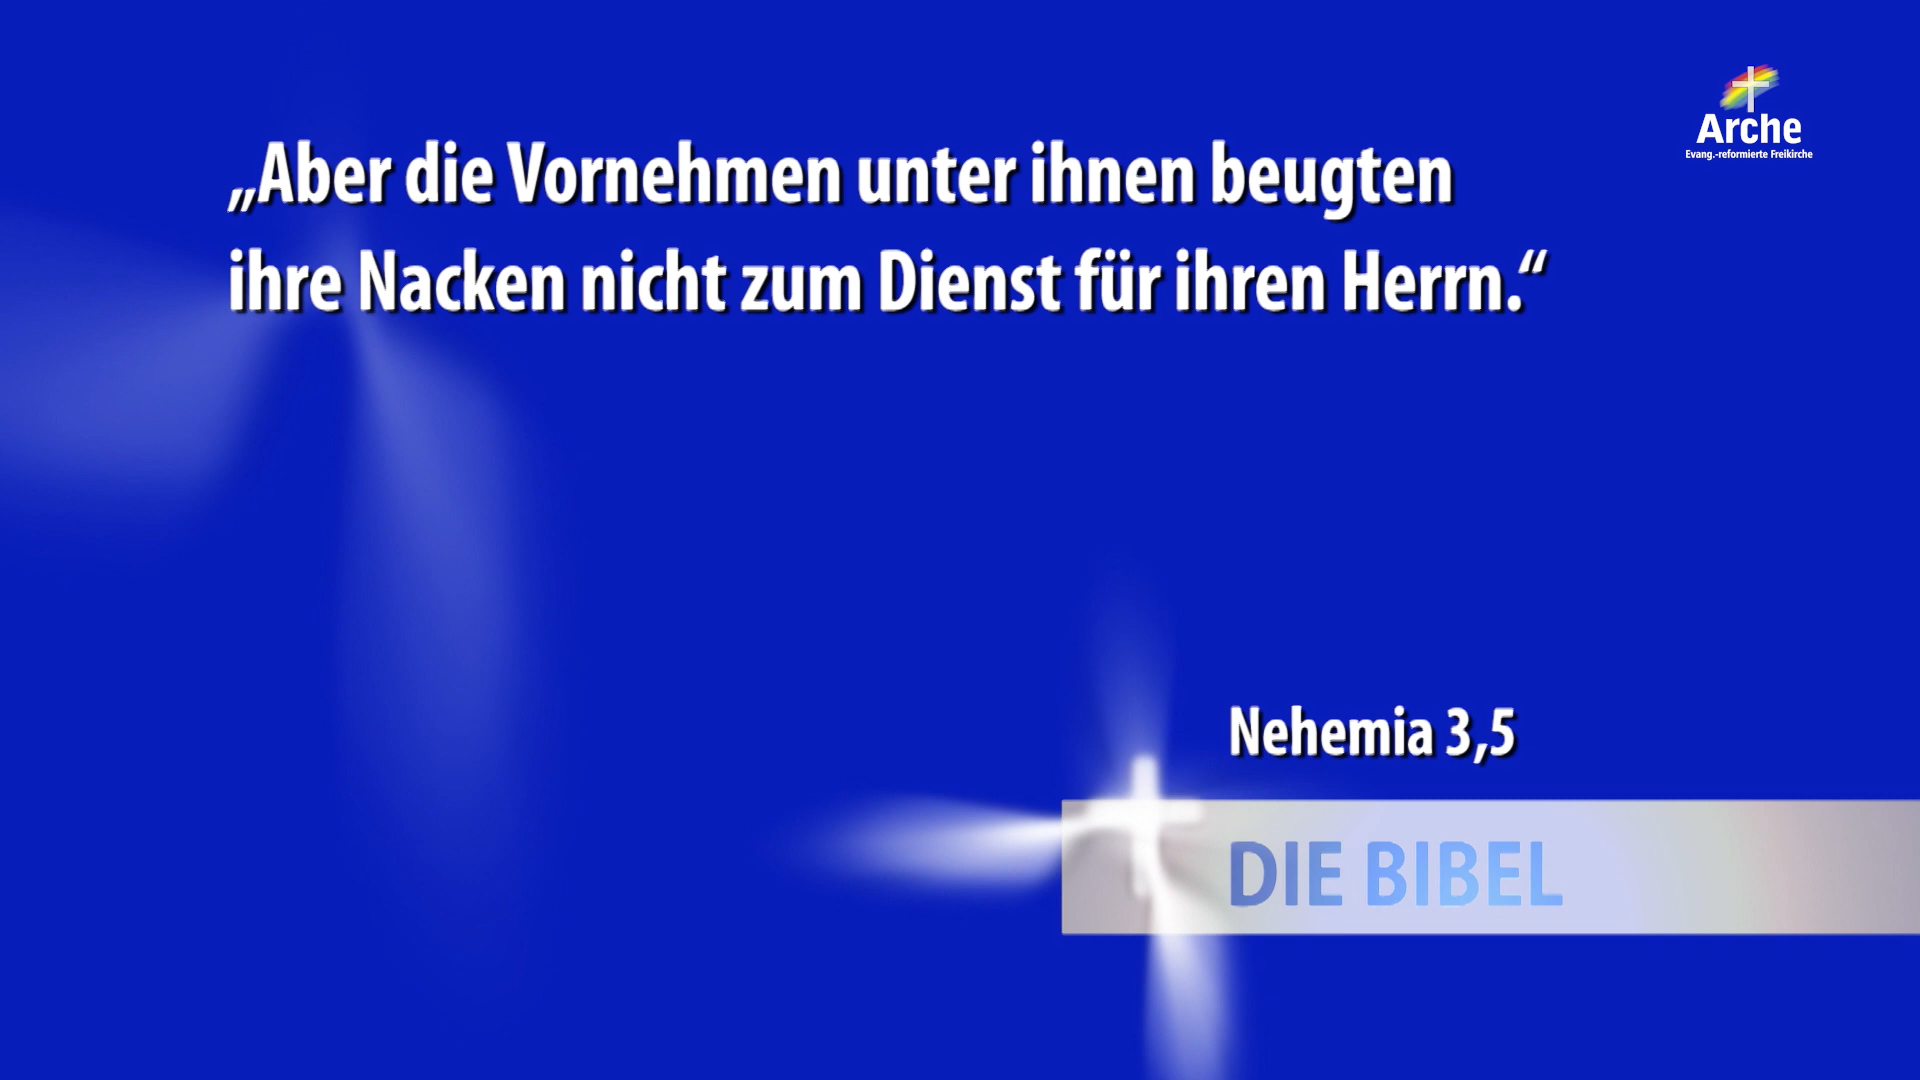 Arche
Evang.-reformierte Freikirche
„Aber die Vornehmen unter ihnen beugten
ihre Nacken nicht zum Dienst für ihren Herrn.“
Nehemia 3,5
DIE BIBEL